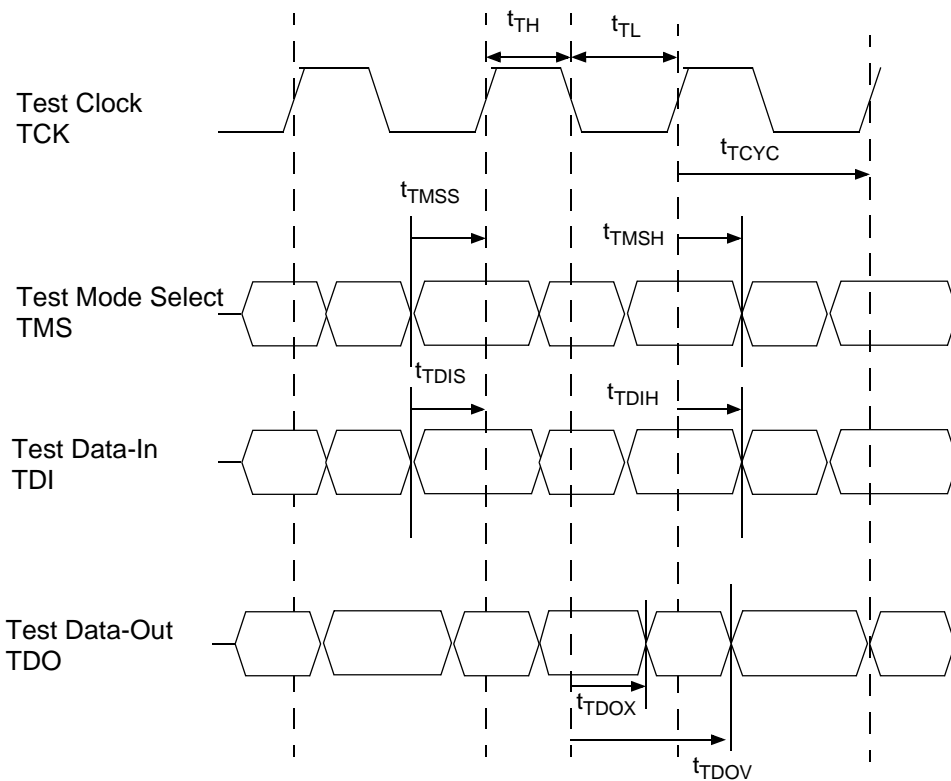 tTH
tTL
Test Clock
TCK
tTCYC
tTMSS
tTMSH
Test Mode Select
TMS
tTDIS
tTDIH
Test Data-In
TDI
Test Data-Out
TDO
tTDOX
tTDOV